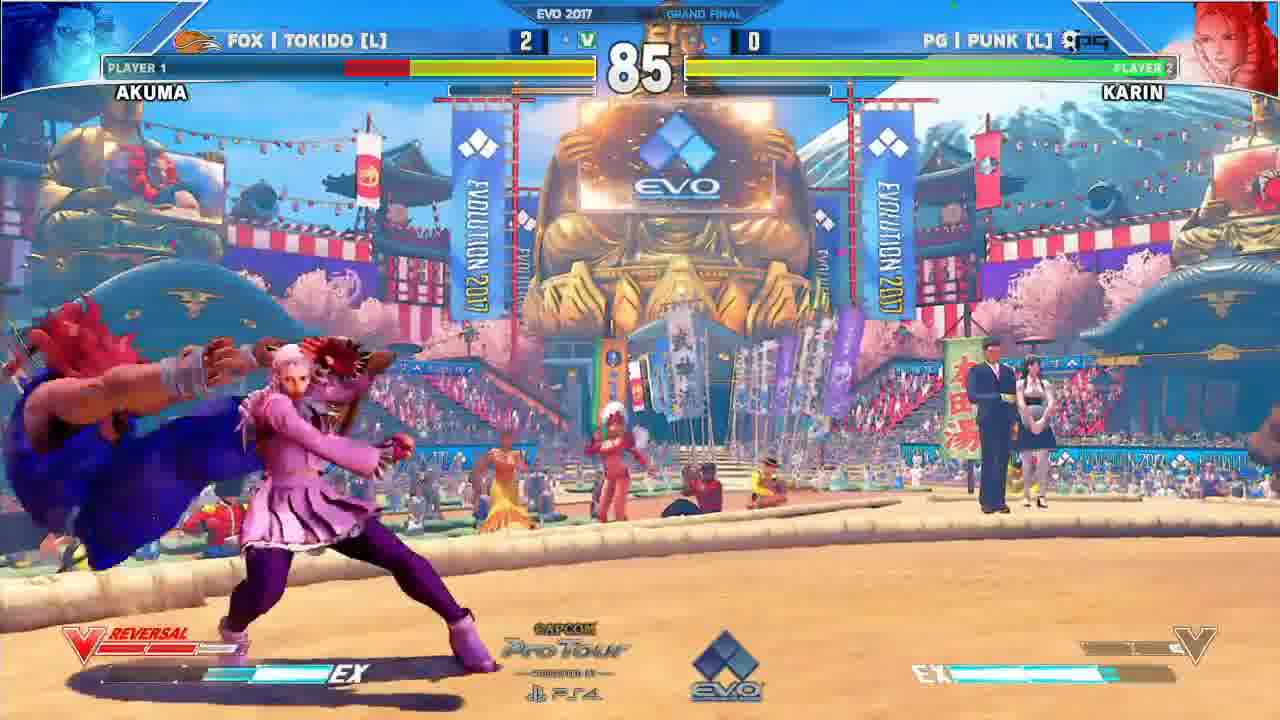 EVO 2017 GRAND FINAL
FOX | TOKIDO [L] 2 V 85 0 PG | PUNK [L]
PLAYER 1 PLAYER 2
AKUMA KARIN
EVO
EVOLUTION 2017
EVOLUTION 2017
REVERSAL
EX EX
CAPCOM
Pro Tour
PS4
EVO